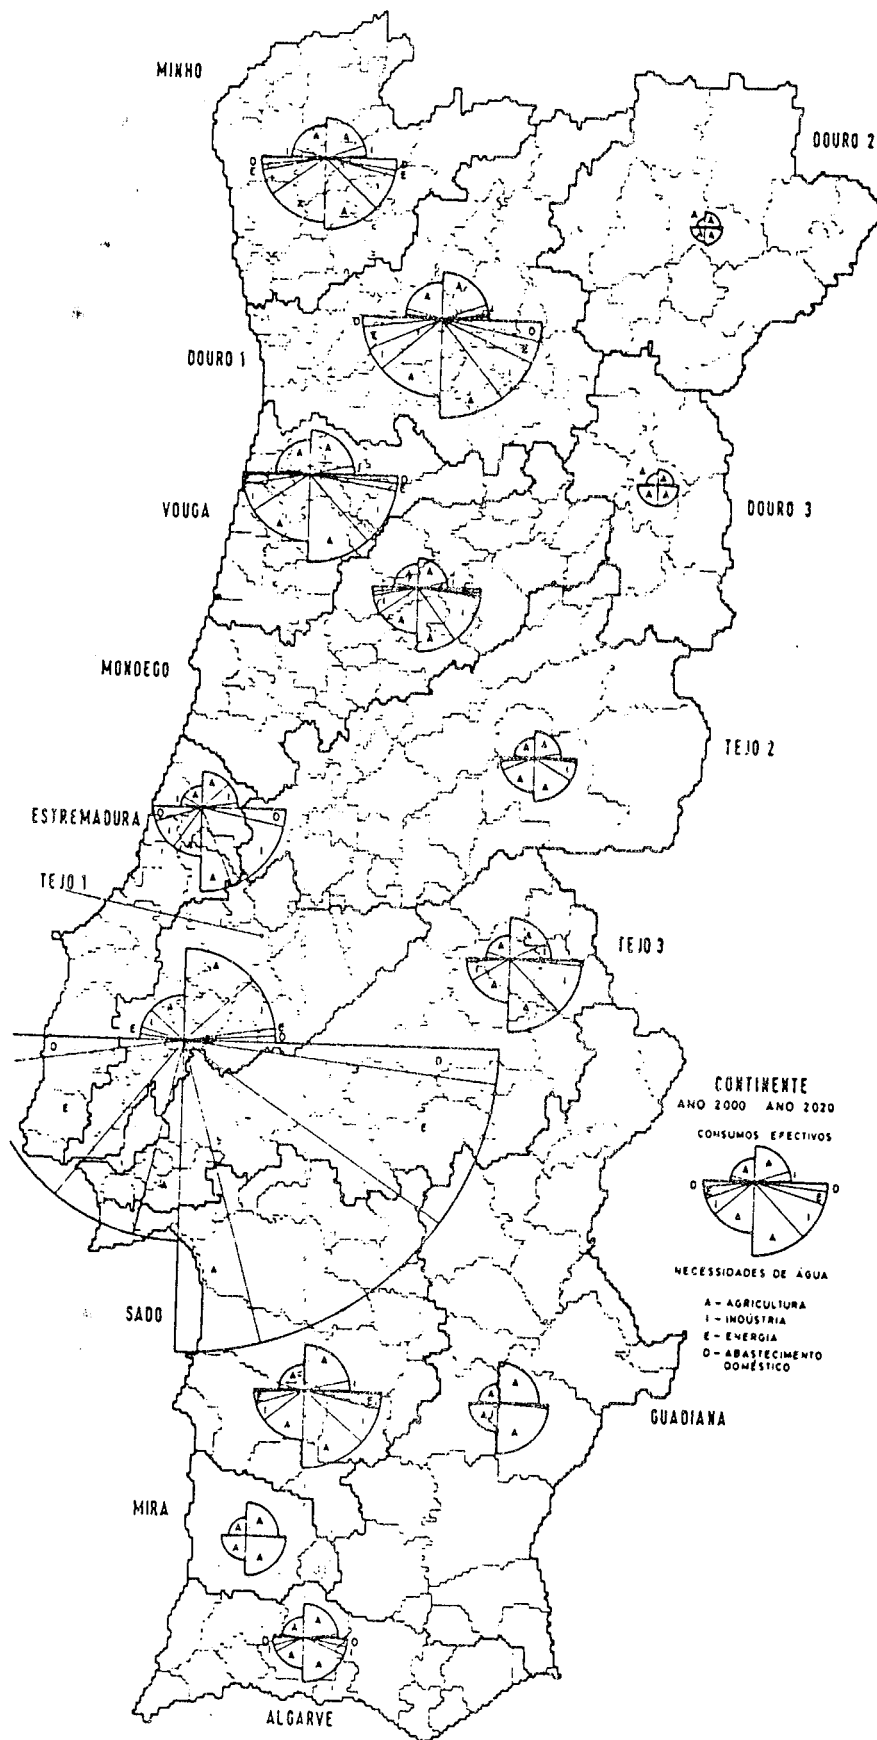 MINHO
DOURO 2
DOURO 1
VOUGA
DOURO 3
MONDEGO
TEJO 2
ESTREMADURA
TEJO 1
TEJO 3
CONTINENTE
ANO 2000 ANO 2020
CONSUMOS EFECTIVOS
NECESSIDADES DE ÁGUA
A - AGRICULTURA
I - INDÚSTRIA
E - ENERGIA
D - ABASTECIMENTO
DOMÉSTICO
SADO
GUADIANA
MIRA
ALGARVE